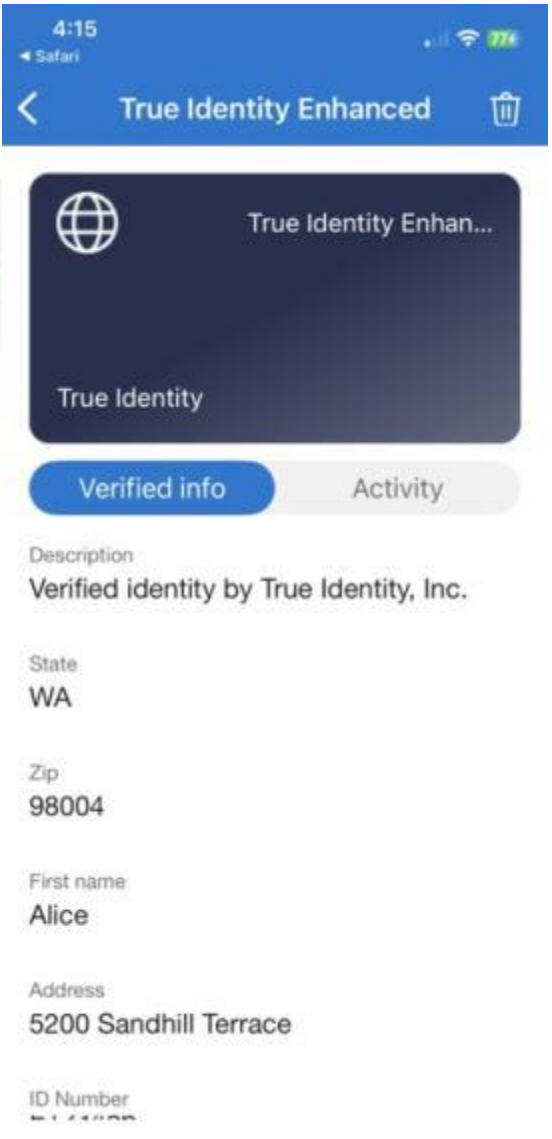 4:15
77
◀ Safari
True Identity Enhanced
True Identity Enhan...
True Identity
Verified info
Activity
Description
Verified identity by True Identity, Inc.
State
WA
Zip
98004
First name
Alice
Address
5200 Sandhill Terrace
ID Number